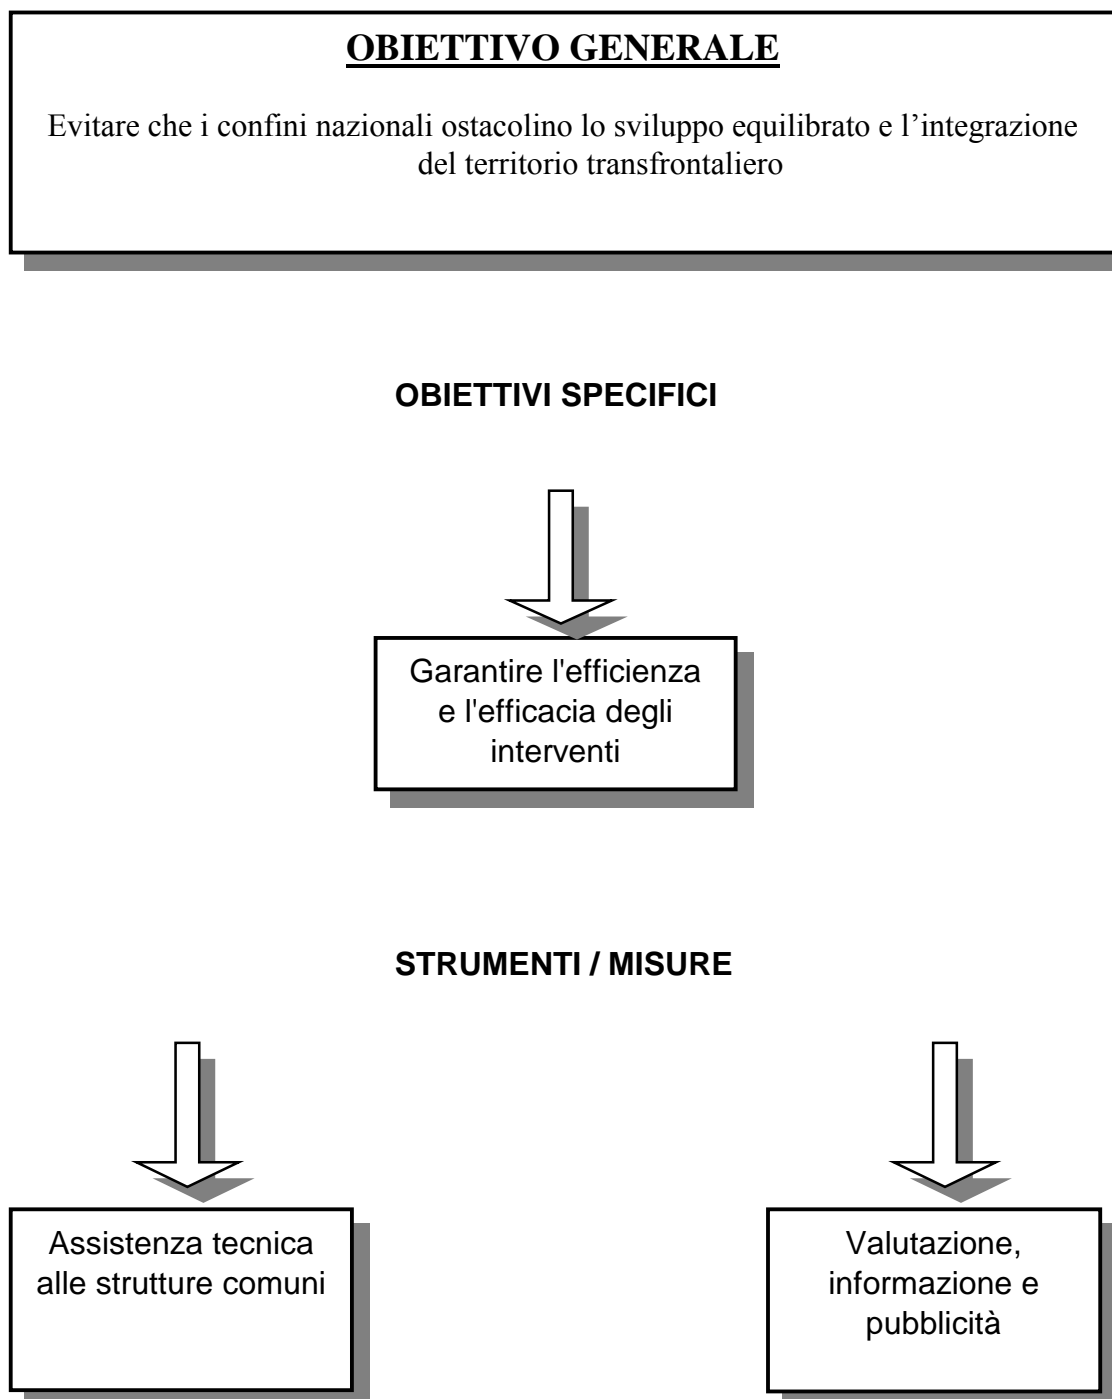 OBIETTIVO GENERALE
Evitare che i confini nazionali ostacolino lo sviluppo equilibrato e l’integrazione
del territorio transfrontaliero
OBIETTIVI SPECIFICI
Garantire l'efficienza
e l'efficacia degli
interventi
STRUMENTI / MISURE
Assistenza tecnica
alle strutture comuni
Valutazione,
informazione e
pubblicità